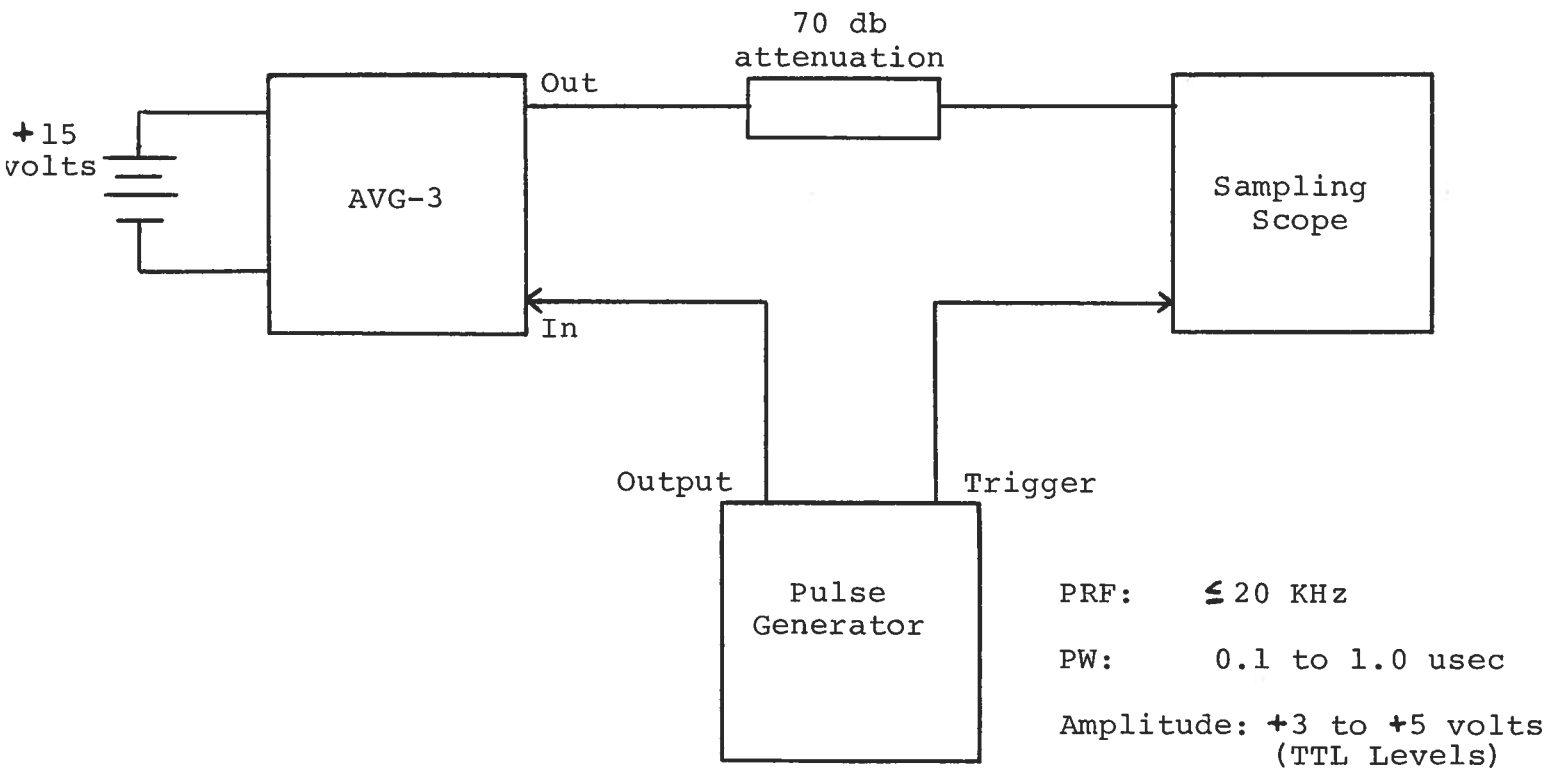 70 db
attenuation
Out
+15
volts
AVG-3
Sampling
Scope
In
Output
Trigger
Pulse
Generator
PRF: ≤ 20 KHz
PW: 0.1 to 1.0 usec
Amplitude: +3 to +5 volts
(TTL Levels)